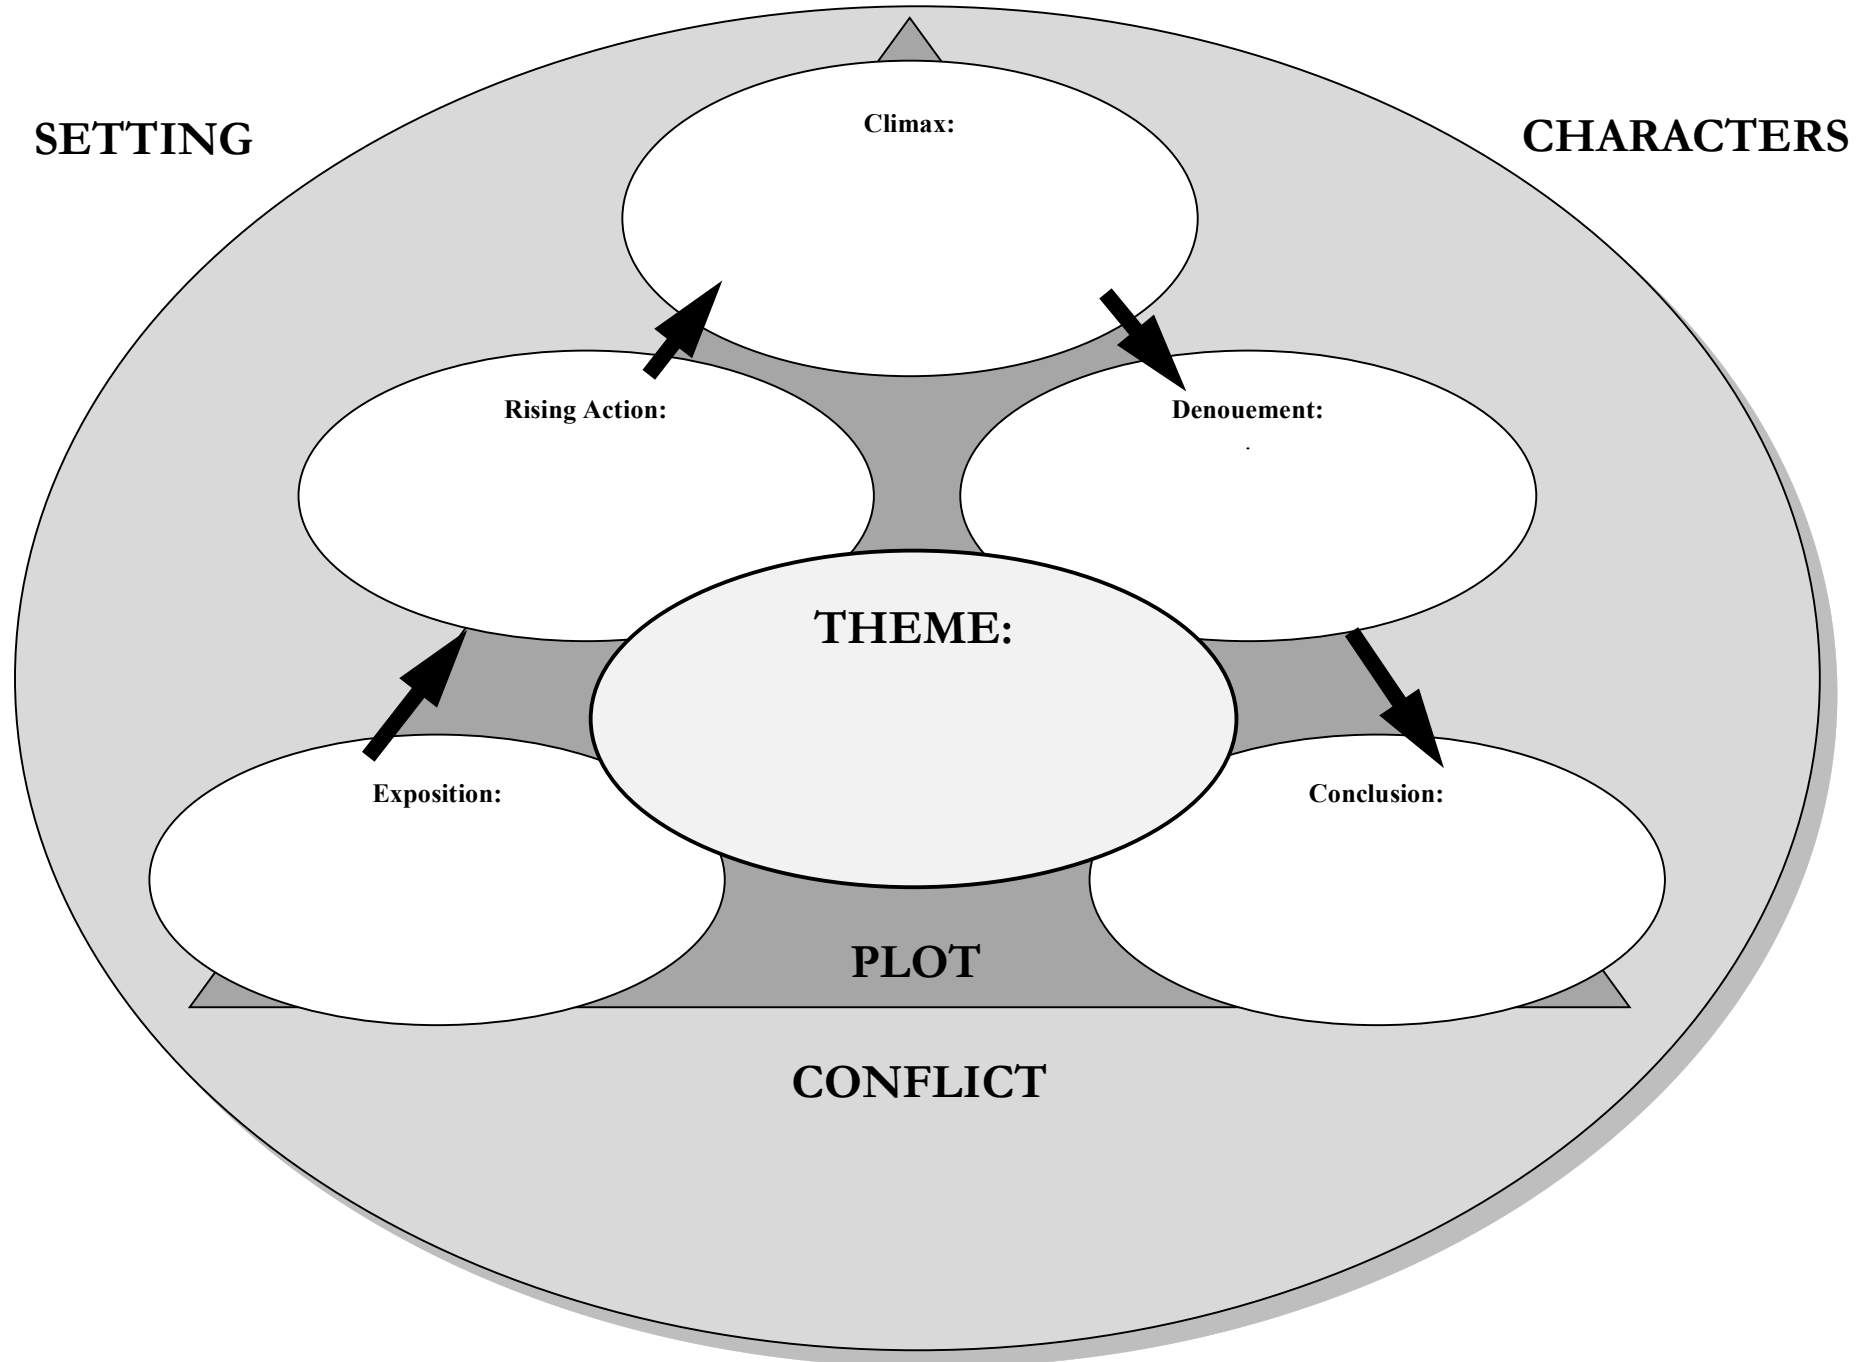 SETTING
CHARACTERS
Climax:
Rising Action:
Denouement:
.
THEME:
Exposition:
Conclusion:
PLOT
CONFLICT